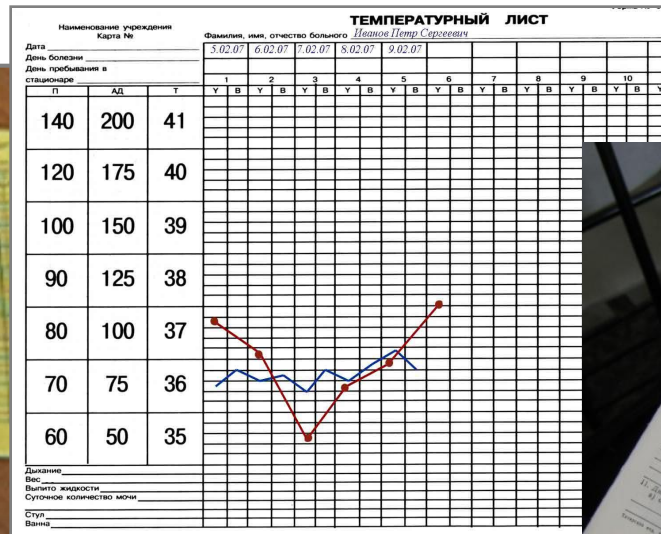 ТЕМПЕРАТУРНЫЙ ЛИСТ
Наименование учреждения
Карта №
Фамилия, имя, отчество больного Иванов Петр Сергеевич
Дата 5.02.07 6.02.07 7.02.07 8.02.07 9.02.07
День болезни
День пребывания в
стационаре 1 2 3 4 5 6 7 8 9 10
П АД Т У В У В У В У В У В У В У В У В У В У В
140 200 41
120 175 40
100 150 39
90 125 38
80 100 37
70 75 36
60 50 35
Дыхание
Вес
Выпито жидкости
Суточное количество мочи
Стул
Ванна